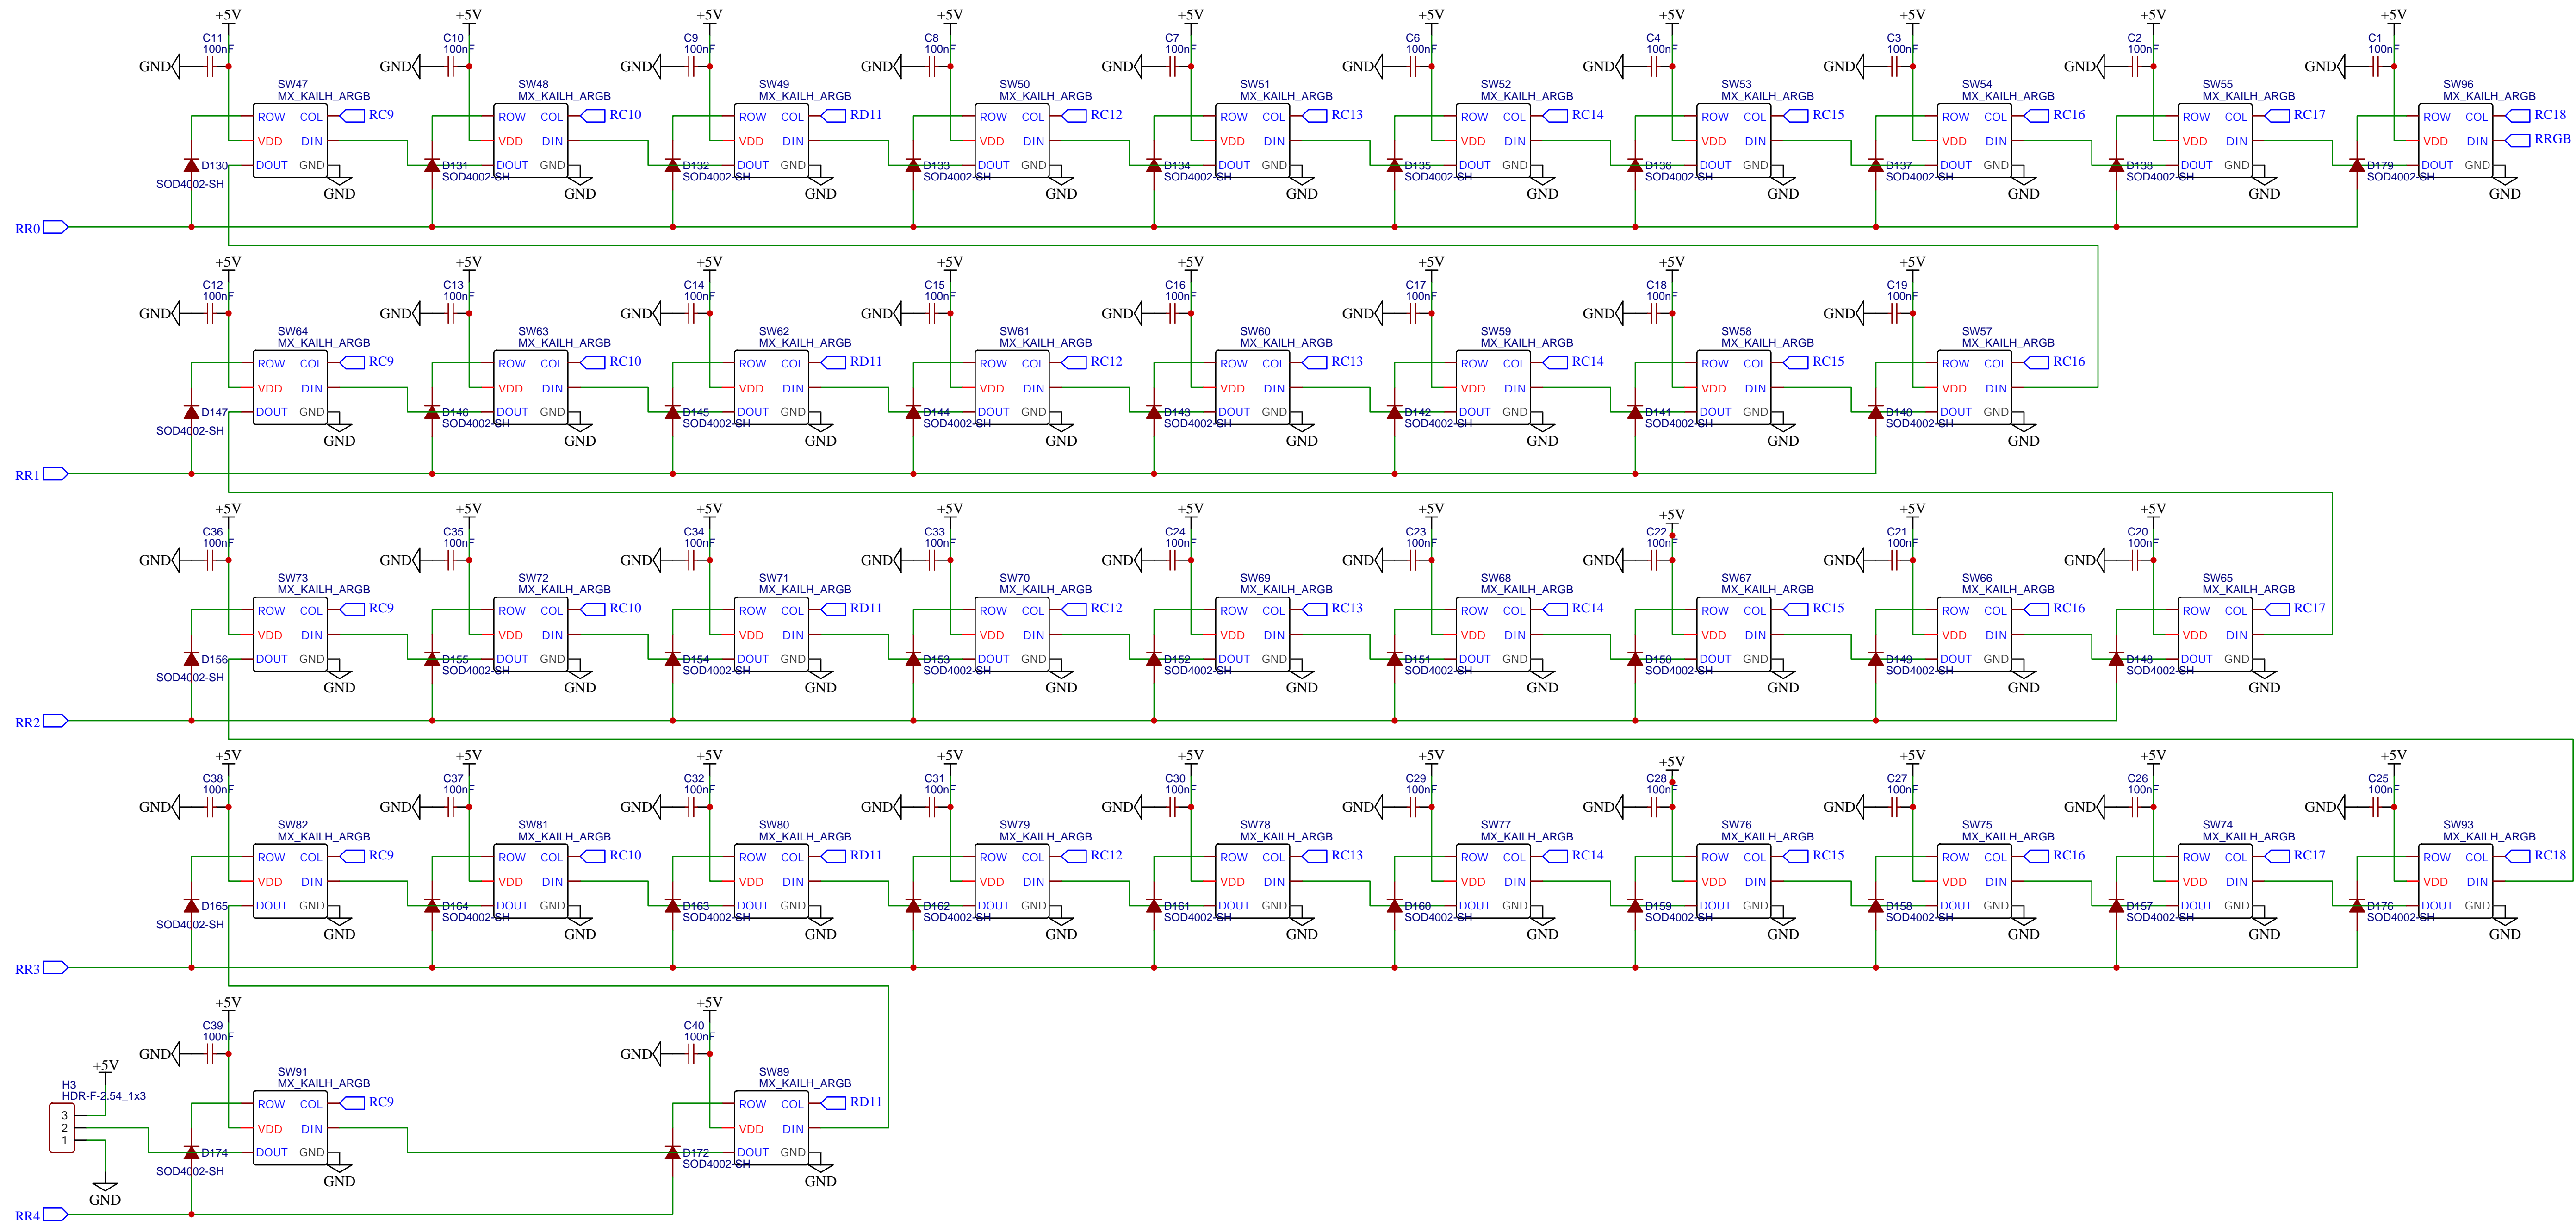 +5V +5V +5V +5V +5V +5V +5V +5V +5V +5V
C11 C10 C9 C8 C7 C6 C4 C3 C2 C1
100nF 100nF 100nF 100nF 100nF 100nF 100nF 100nF 100nF 100nF
GND GND GND GND GND GND GND GND GND GND
SW47 SW48 SW49 SW50 SW51 SW52 SW53 SW54 SW55 SW96
MX_KAILH_ARGB MX_KAILH_ARGB MX_KAILH_ARGB MX_KAILH_ARGB MX_KAILH_ARGB MX_KAILH_ARGB MX_KAILH_ARGB MX_KAILH_ARGB MX_KAILH_ARGB MX_KAILH_ARGB
ROW COL RC9 ROW COL RC10 ROW COL RD11 ROW COL RC12 ROW COL RC13 ROW COL RC14 ROW COL RC15 ROW COL RC16 ROW COL RC17 ROW COL RC18
VDD DIN VDD DIN VDD DIN VDD DIN VDD DIN VDD DIN VDD DIN VDD DIN VDD DIN VDD DIN RRGB
D130 DOUT GND D131 DOUT GND D132 DOUT GND D133 DOUT GND D134 DOUT GND D135 DOUT GND D136 DOUT GND D137 DOUT GND D138 DOUT GND D179 DOUT GND
SOD4002-SH SOD4002-SH SOD4002-SH SOD4002-SH SOD4002-SH SOD4002-SH SOD4002-SH SOD4002-SH SOD4002-SH SOD4002-SH
GND GND GND GND GND GND GND GND GND GND
RR0
+5V +5V +5V +5V +5V +5V +5V +5V
C12 C13 C14 C15 C16 C17 C18 C19
100nF 100nF 100nF 100nF 100nF 100nF 100nF 100nF
GND GND GND GND GND GND GND GND
SW64 SW63 SW62 SW61 SW60 SW59 SW58 SW57
MX_KAILH_ARGB MX_KAILH_ARGB MX_KAILH_ARGB MX_KAILH_ARGB MX_KAILH_ARGB MX_KAILH_ARGB MX_KAILH_ARGB MX_KAILH_ARGB
ROW COL RC9 ROW COL RC10 ROW COL RD11 ROW COL RC12 ROW COL RC13 ROW COL RC14 ROW COL RC15 ROW COL RC16
VDD DIN VDD DIN VDD DIN VDD DIN VDD DIN VDD DIN VDD DIN VDD DIN
D147 DOUT GND D146 DOUT GND D145 DOUT GND D144 DOUT GND D143 DOUT GND D142 DOUT GND D141 DOUT GND D140 DOUT GND
SOD4002-SH SOD4002-SH SOD4002-SH SOD4002-SH SOD4002-SH SOD4002-SH SOD4002-SH SOD4002-SH
GND GND GND GND GND GND GND GND
RR1
+5V +5V +5V +5V +5V +5V +5V +5V +5V
C36 C35 C34 C33 C24 C23 C22 C21 C20
100nF 100nF 100nF 100nF 100nF 100nF 100nF 100nF 100nF
GND GND GND GND GND GND GND GND GND
SW73 SW72 SW71 SW70 SW69 SW68 SW67 SW66 SW65
MX_KAILH_ARGB MX_KAILH_ARGB MX_KAILH_ARGB MX_KAILH_ARGB MX_KAILH_ARGB MX_KAILH_ARGB MX_KAILH_ARGB MX_KAILH_ARGB MX_KAILH_ARGB
ROW COL RC9 ROW COL RC10 ROW COL RD11 ROW COL RC12 ROW COL RC13 ROW COL RC14 ROW COL RC15 ROW COL RC16 ROW COL RC17
VDD DIN VDD DIN VDD DIN VDD DIN VDD DIN VDD DIN VDD DIN VDD DIN VDD DIN
D156 DOUT GND D155 DOUT GND D154 DOUT GND D153 DOUT GND D152 DOUT GND D151 DOUT GND D150 DOUT GND D149 DOUT GND D148 DOUT GND
SOD4002-SH SOD4002-SH SOD4002-SH SOD4002-SH SOD4002-SH SOD4002-SH SOD4002-SH SOD4002-SH SOD4002-SH
GND GND GND GND GND GND GND GND GND
RR2
+5V +5V +5V +5V +5V +5V +5V +5V +5V +5V
C38 C37 C32 C31 C30 C29 C28 C27 C26 C25
100nF 100nF 100nF 100nF 100nF 100nF 100nF 100nF 100nF 100nF
GND GND GND GND GND GND GND GND GND GND
SW82 SW81 SW80 SW79 SW78 SW77 SW76 SW75 SW74 SW93
MX_KAILH_ARGB MX_KAILH_ARGB MX_KAILH_ARGB MX_KAILH_ARGB MX_KAILH_ARGB MX_KAILH_ARGB MX_KAILH_ARGB MX_KAILH_ARGB MX_KAILH_ARGB MX_KAILH_ARGB
ROW COL RC9 ROW COL RC10 ROW COL RD11 ROW COL RC12 ROW COL RC13 ROW COL RC14 ROW COL RC15 ROW COL RC16 ROW COL RC17 ROW COL RC18
VDD DIN VDD DIN VDD DIN VDD DIN VDD DIN VDD DIN VDD DIN VDD DIN VDD DIN VDD DIN
D165 DOUT GND D164 DOUT GND D163 DOUT GND D162 DOUT GND D161 DOUT GND D160 DOUT GND D159 DOUT GND D158 DOUT GND D157 DOUT GND D176 DOUT GND
SOD4002-SH SOD4002-SH SOD4002-SH SOD4002-SH SOD4002-SH SOD4002-SH SOD4002-SH SOD4002-SH SOD4002-SH SOD4002-SH
GND GND GND GND GND GND GND GND GND GND
RR3
+5V +5V
C39 C40
100nF 100nF
GND GND
+5V
SW91 SW89
H3 MX_KAILH_ARGB MX_KAILH_ARGB
HDR-F-2.54_1x3
ROW COL RC9 ROW COL RD11
3
2 VDD DIN VDD DIN
1
D174 DOUT GND D172 DOUT GND
SOD4002-SH SOD4002-SH
GND GND
GND
RR4